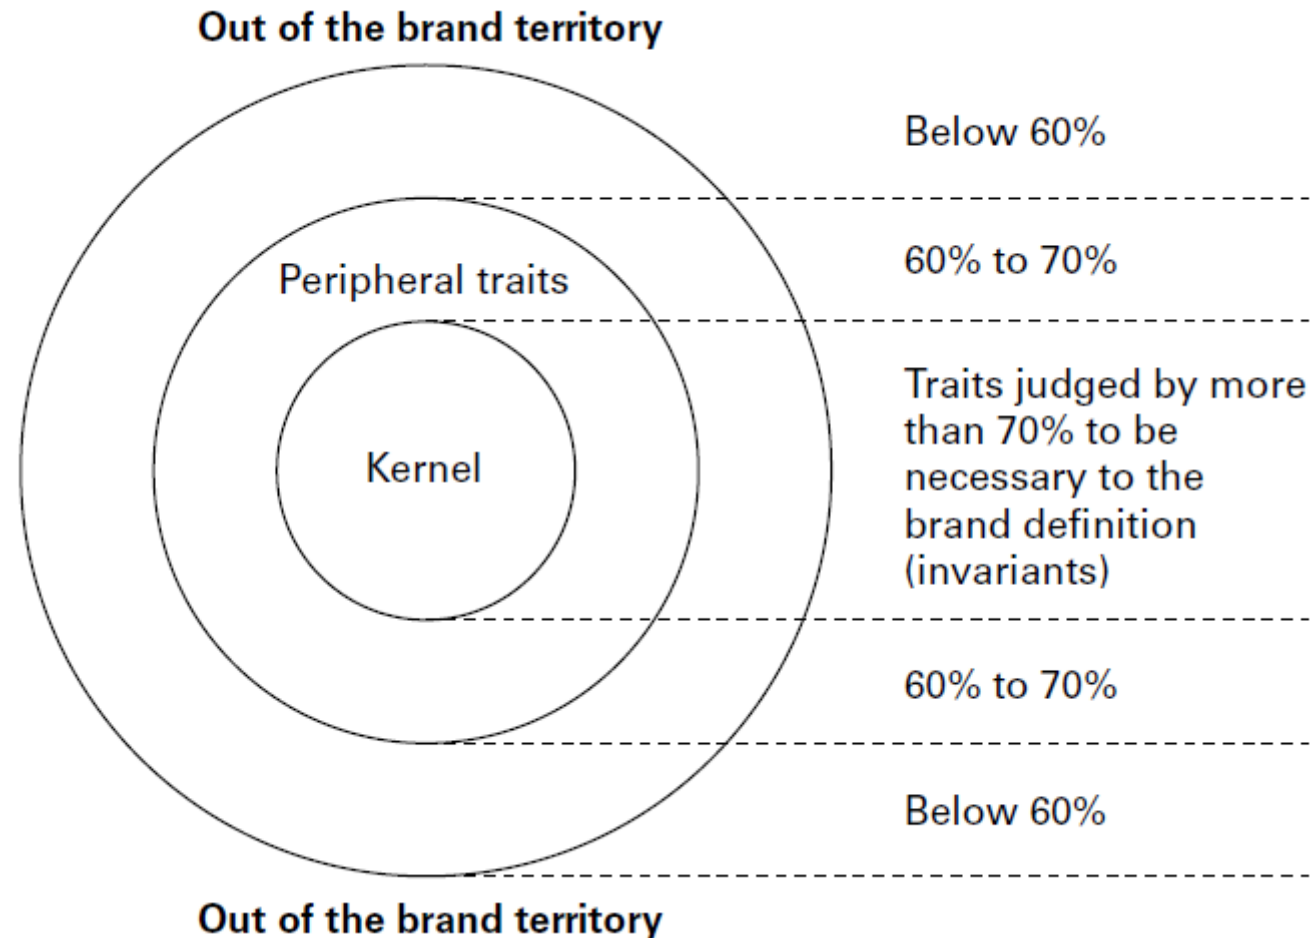 Out of the brand territory
Below 60%
60% to 70%
Peripheral traits
Traits judged by more
than 70% to be
necessary to the
brand definition
(invariants)
Kernel
60% to 70%
Below 60%
Out of the brand territory